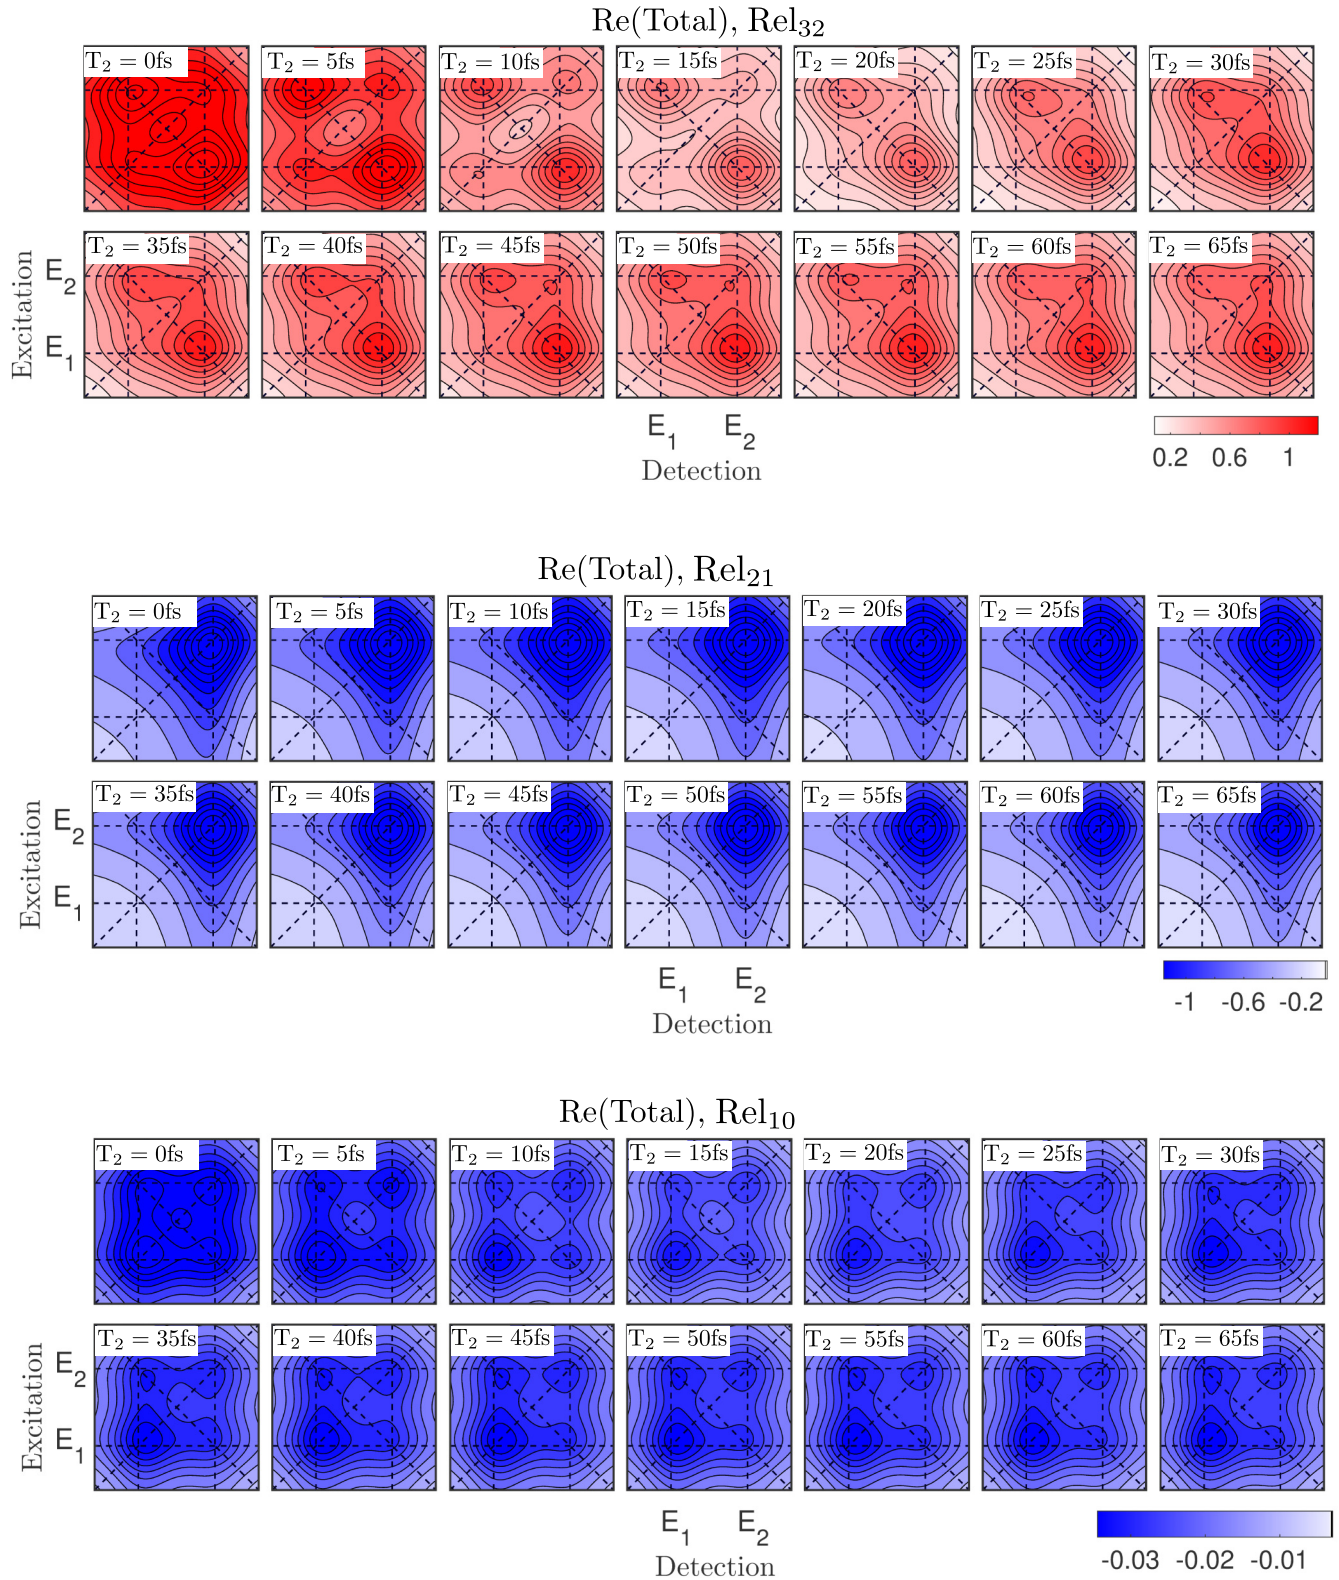 Re(Total), Rel₃₂
T₂ = 0fs T₂ = 5fs T₂ = 10fs T₂ = 15fs T₂ = 20fs T₂ = 25fs T₂ = 30fs
T₂ = 35fs T₂ = 40fs T₂ = 45fs T₂ = 50fs T₂ = 55fs T₂ = 60fs T₂ = 65fs
Excitation
E₂
E₁
E₁ E₂
Detection
0.2 0.6 1
Re(Total), Rel₂₁
T₂ = 0fs T₂ = 5fs T₂ = 10fs T₂ = 15fs T₂ = 20fs T₂ = 25fs T₂ = 30fs
T₂ = 35fs T₂ = 40fs T₂ = 45fs T₂ = 50fs T₂ = 55fs T₂ = 60fs T₂ = 65fs
Excitation
E₂
E₁
E₁ E₂
Detection
-1 -0.6 -0.2
Re(Total), Rel₁₀
T₂ = 0fs T₂ = 5fs T₂ = 10fs T₂ = 15fs T₂ = 20fs T₂ = 25fs T₂ = 30fs
T₂ = 35fs T₂ = 40fs T₂ = 45fs T₂ = 50fs T₂ = 55fs T₂ = 60fs T₂ = 65fs
Excitation
E₂
E₁
E₁ E₂
Detection
-0.03 -0.02 -0.01